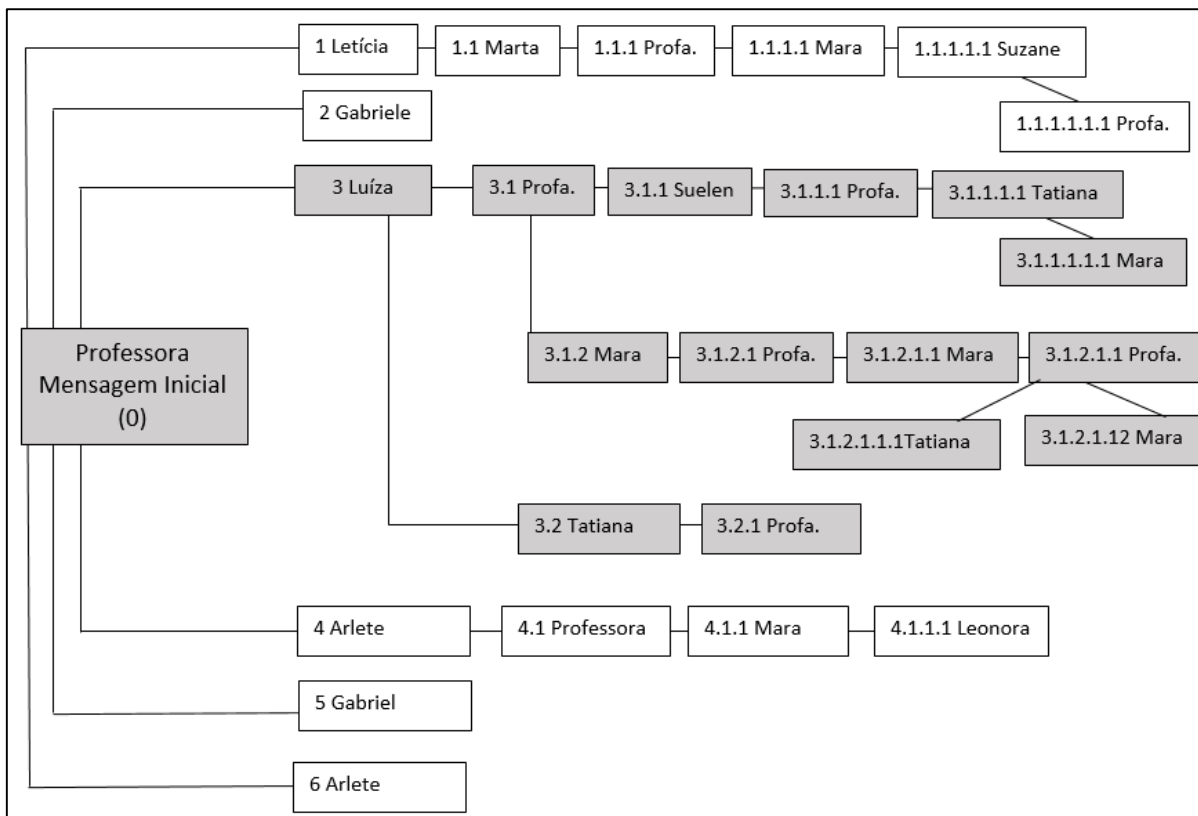 1 Letícia
1.1 Marta
1.1.1 Profa.
1.1.1.1 Mara
1.1.1.1.1 Suzane
1.1.1.1.1.1 Profa.
2 Gabriele
3 Luíza
3.1 Profa.
3.1.1 Suelen
3.1.1.1 Profa.
3.1.1.1.1 Tatiana
3.1.1.1.1.1 Mara
Professora
Mensagem Inicial
(0)
3.1.2 Mara
3.1.2.1 Profa.
3.1.2.1.1 Mara
3.1.2.1.1 Profa.
3.1.2.1.1.1Tatiana
3.1.2.1.12 Mara
3.2 Tatiana
3.2.1 Profa.
4 Arlete
4.1 Professora
4.1.1 Mara
4.1.1.1 Leonora
5 Gabriel
6 Arlete